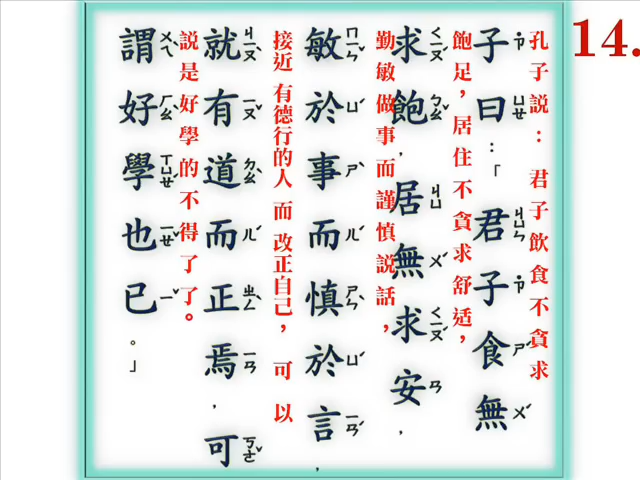 14.
孔子説：君子飲食不貪求
子曰：「君子食無
飽足，居住不貪求舒适，
求飽，居無求安，
勤敏做事而謹慎説話，
敏於事而慎於言，
接近有德行的人而改正自己，可以
就有道而正焉，可
説是好學的不得了了。
謂好學也已。」